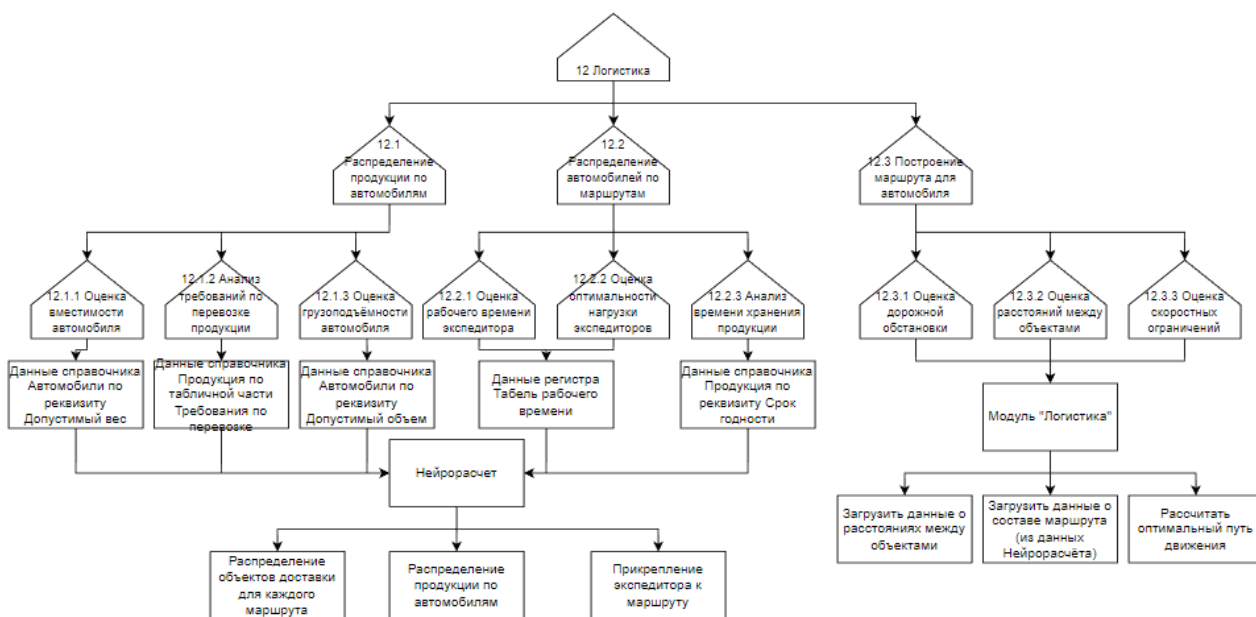 12 Логистика
12.1
Распределение
продукции по
автомобилям
12.2
Распределение
автомобилей по
маршрутам
12.3 Построение
маршрута для
автомобиля
12.1.1 Оценка
вместимости
автомобиля
12.1.2 Анализ
требований по
перевозке
продукции
12.1.3 Оценка
грузоподъёмности
автомобиля
12.2.1 Оценка
рабочего времени
экспедитора
12.2.2 Оценка
оптимальности
нагрузки
экспедиторов
12.2.3 Анализ
времени хранения
продукции
12.3.1 Оценка
дорожной
обстановки
12.3.2 Оценка
расстояний между
объектами
12.3.3 Оценка
скоростных
ограничений
Данные справочника
Автомобили по
реквизиту
Допустимый вес
Данные справочника
Продукция по
табличной части
Требования по
перевозке
Данные справочника
Автомобили по
реквизиту
Допустимый объем
Данные регистра
Табель рабочего
времени
Данные справочника
Продукция по
реквизиту Срок
годности
Модуль "Логистика"
Нейрорасчет
Загрузить данные о
расстояниях между
объектами
Загрузить данные о
составе маршрута
(из данных
Нейрорасчёта)
Рассчитать
оптимальный путь
движения
Распределение
объектов доставки
для каждого
маршрута
Распределение
продукции по
автомобилям
Прикрепление
экспедитора к
маршруту